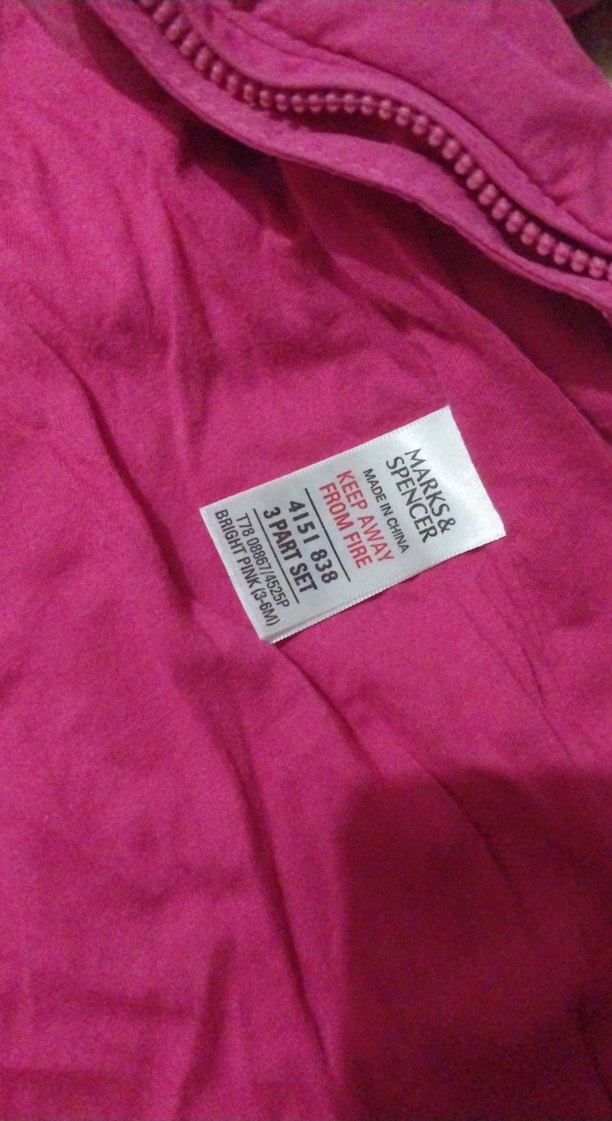 MARKS&
SPENCER
MADE IN CHINA
KEEP AWAY
FROM FIRE
4151 838
3 PART SET
T78 08867/4525P
BRIGHT PINK (3-6M)